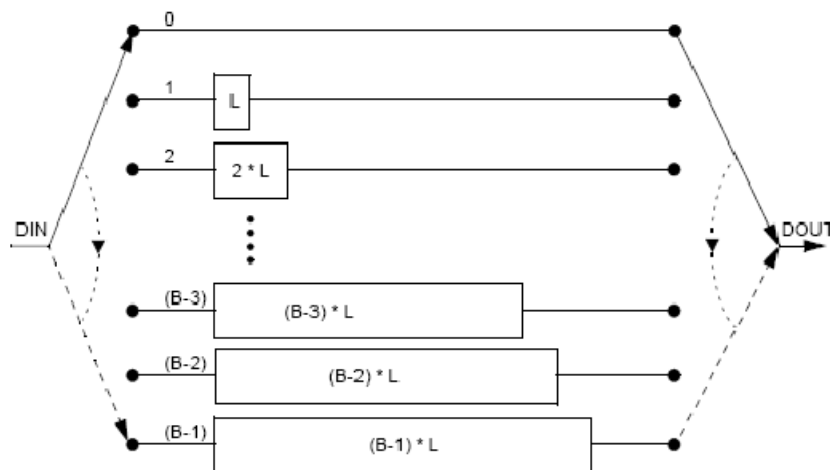 0
1
L
2
2 * L
DIN
DOUT
(B-3)
(B-3) * L
(B-2)
(B-2) * L
(B-1)
(B-1) * L